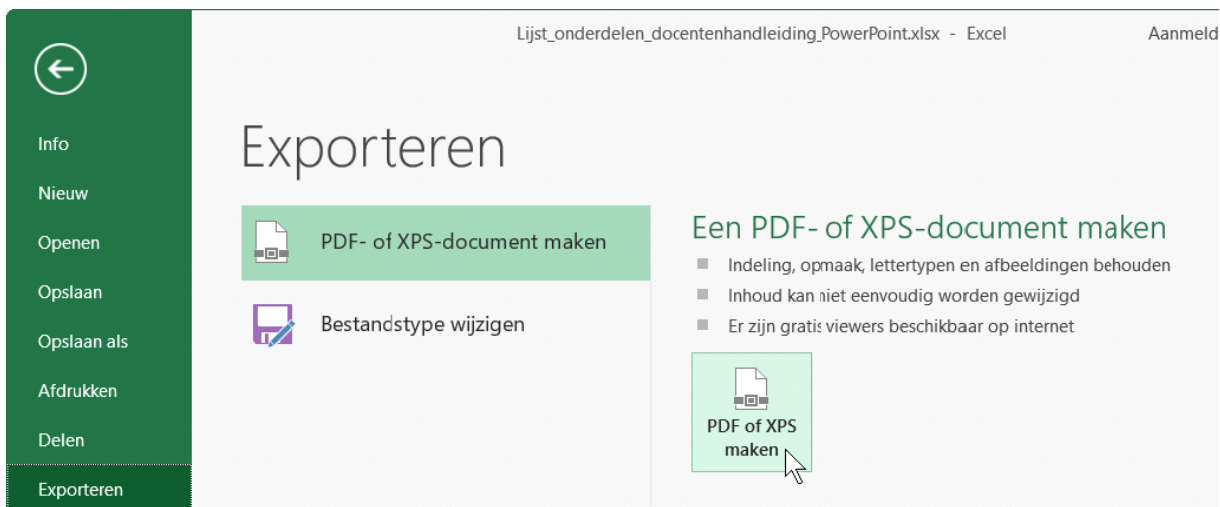 Lijst_onderdelen_docentenhandleiding_PowerPoint.xlsx - Excel
Aanmeld
Info
Nieuw
Openen
Opslaan
Opslaan als
Afdrukken
Delen
Exporteren
Exporteren
PDF- of XPS-document maken
Bestandstype wijzigen
Een PDF- of XPS-document maken
Indeling, opmaak, lettertypen en afbeeldingen behouden
Inhoud kan niet eenvoudig worden gewijzigd
Er zijn gratis viewers beschikbaar op internet
PDF of XPS
maken